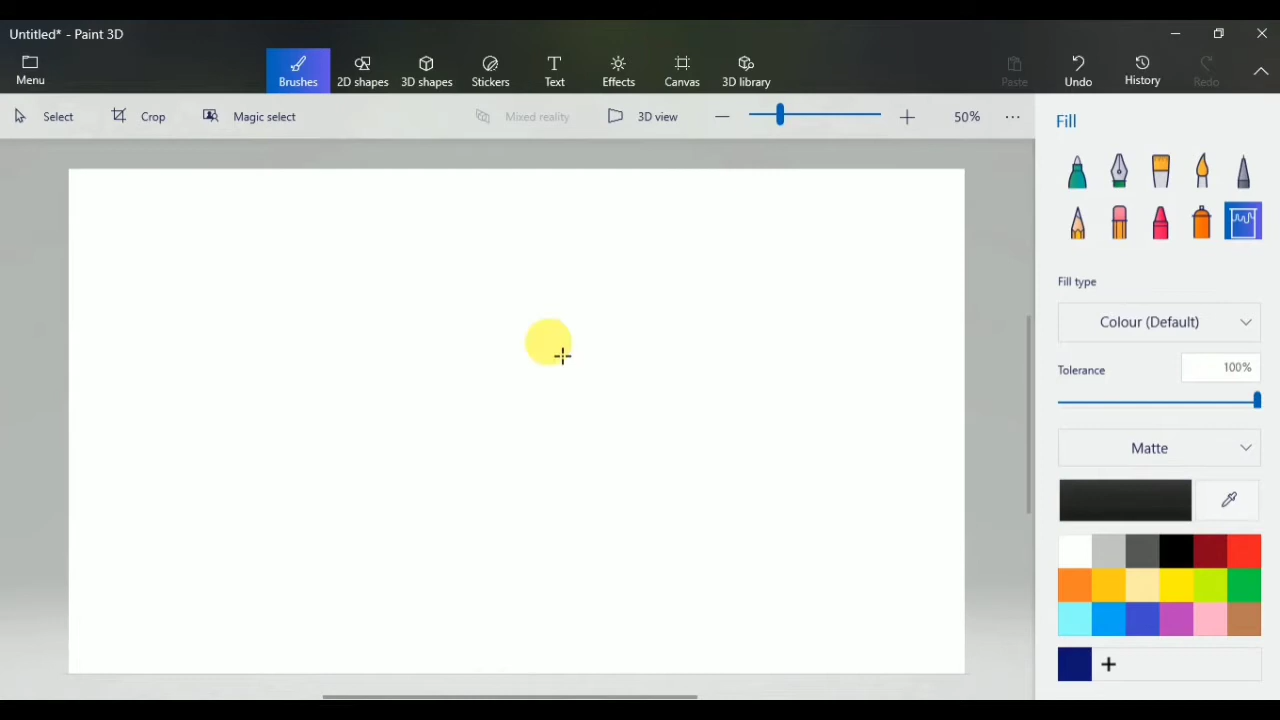 Untitled* - Paint 3D
Menu
Brushes
2D shapes
3D shapes
Stickers
Text
Effects
Canvas
3D library
Paste
Undo
History
Redo
Select
Crop
Magic select
Mixed reality
3D view
50%
Fill
Fill type
Colour (Default)
Tolerance
100%
Matte